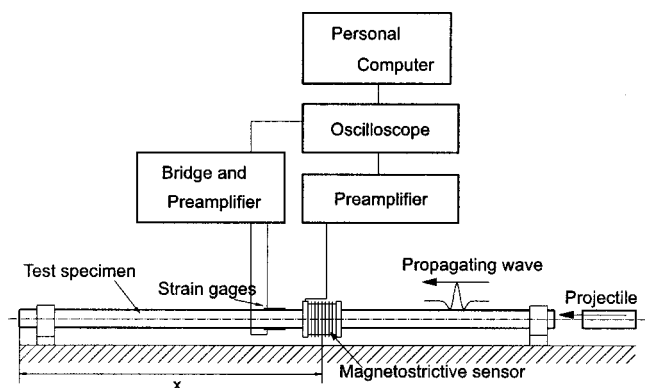 Personal
Computer
Oscilloscope
Bridge and
Preamplifier
Preamplifier
Test specimen
Strain gages
Propagating wave
Projectile
Magnetostrictive sensor
x